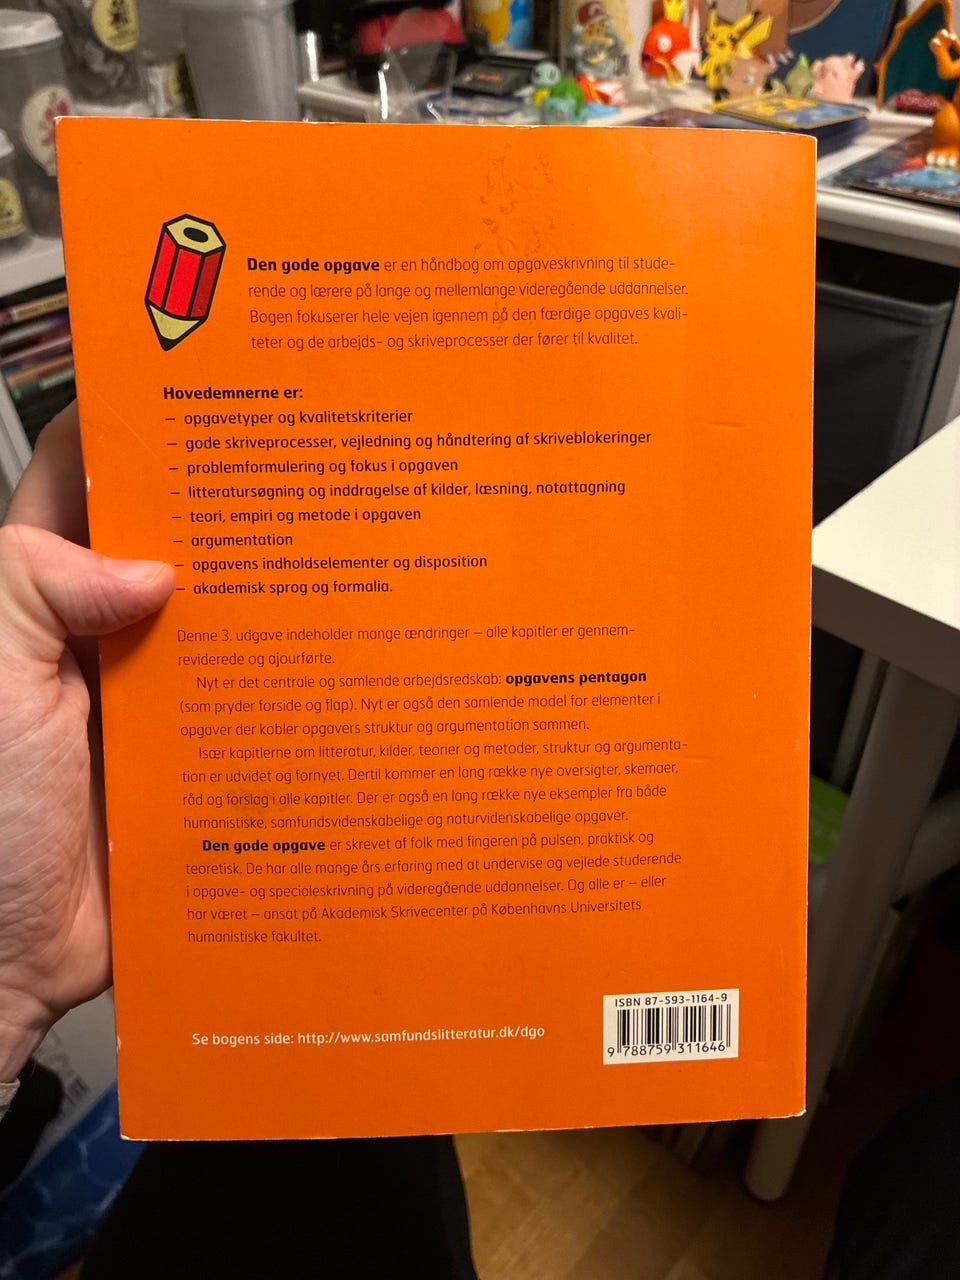 Den gode opgave er en håndbog om opgaveskrivning til stude-
rende og lærere på lange og mellemlange videregående uddannelser.
Bogen fokuserer hele vejen igennem på den færdige opgaves kvali-
teter og de arbejds- og skriveprocesser der fører til kvalitet.
Hovedemnerne er:
– opgavetyper og kvalitetskriterier
– gode skriveprocesser, vejledning og håndtering af skriveblokeringer
– problemformulering og fokus i opgaven
– litteratursøgning og inddragelse af kilder, læsning, notattagning
– teori, empiri og metode i opgaven
– argumentation
– opgavens indholdselementer og disposition
– akademisk sprog og formalia.
Denne 3. udgave indeholder mange ændringer – alle kapitler er gennem-
reviderede og ajourførte.
Nyt er det centrale og samlende arbejdsredskab: opgavens pentagon
(som pryder forside og flap). Nyt er også den samlende model for elementer i
opgaver der kobler opgavers struktur og argumentation sammen.
Især kapitlerne om litteratur, kilder, teorier og metoder, struktur og argumenta-
tion er udvidet og fornyet. Dertil kommer en lang række nye oversigter, skemaer,
råd og forslag i alle kapitler. Der er også en lang række nye eksempler fra både
humanistiske, samfundsvidenskabelige og naturvidenskabelige opgaver.
Den gode opgave er skrevet af folk med fingeren på pulsen, praktisk og
teoretisk. De har alle mange års erfaring med at undervise og vejlede studerende
i opgave- og specialeskrivning på videregående uddannelser. Og alle er – eller
har været – ansat på Akademisk Skrivecenter på Københavns Universitets
humanistiske fakultet.
Se bogens side: http://www.samfundslitteratur.dk/dgo
ISBN 87-593-1164-9
9 788759 311646